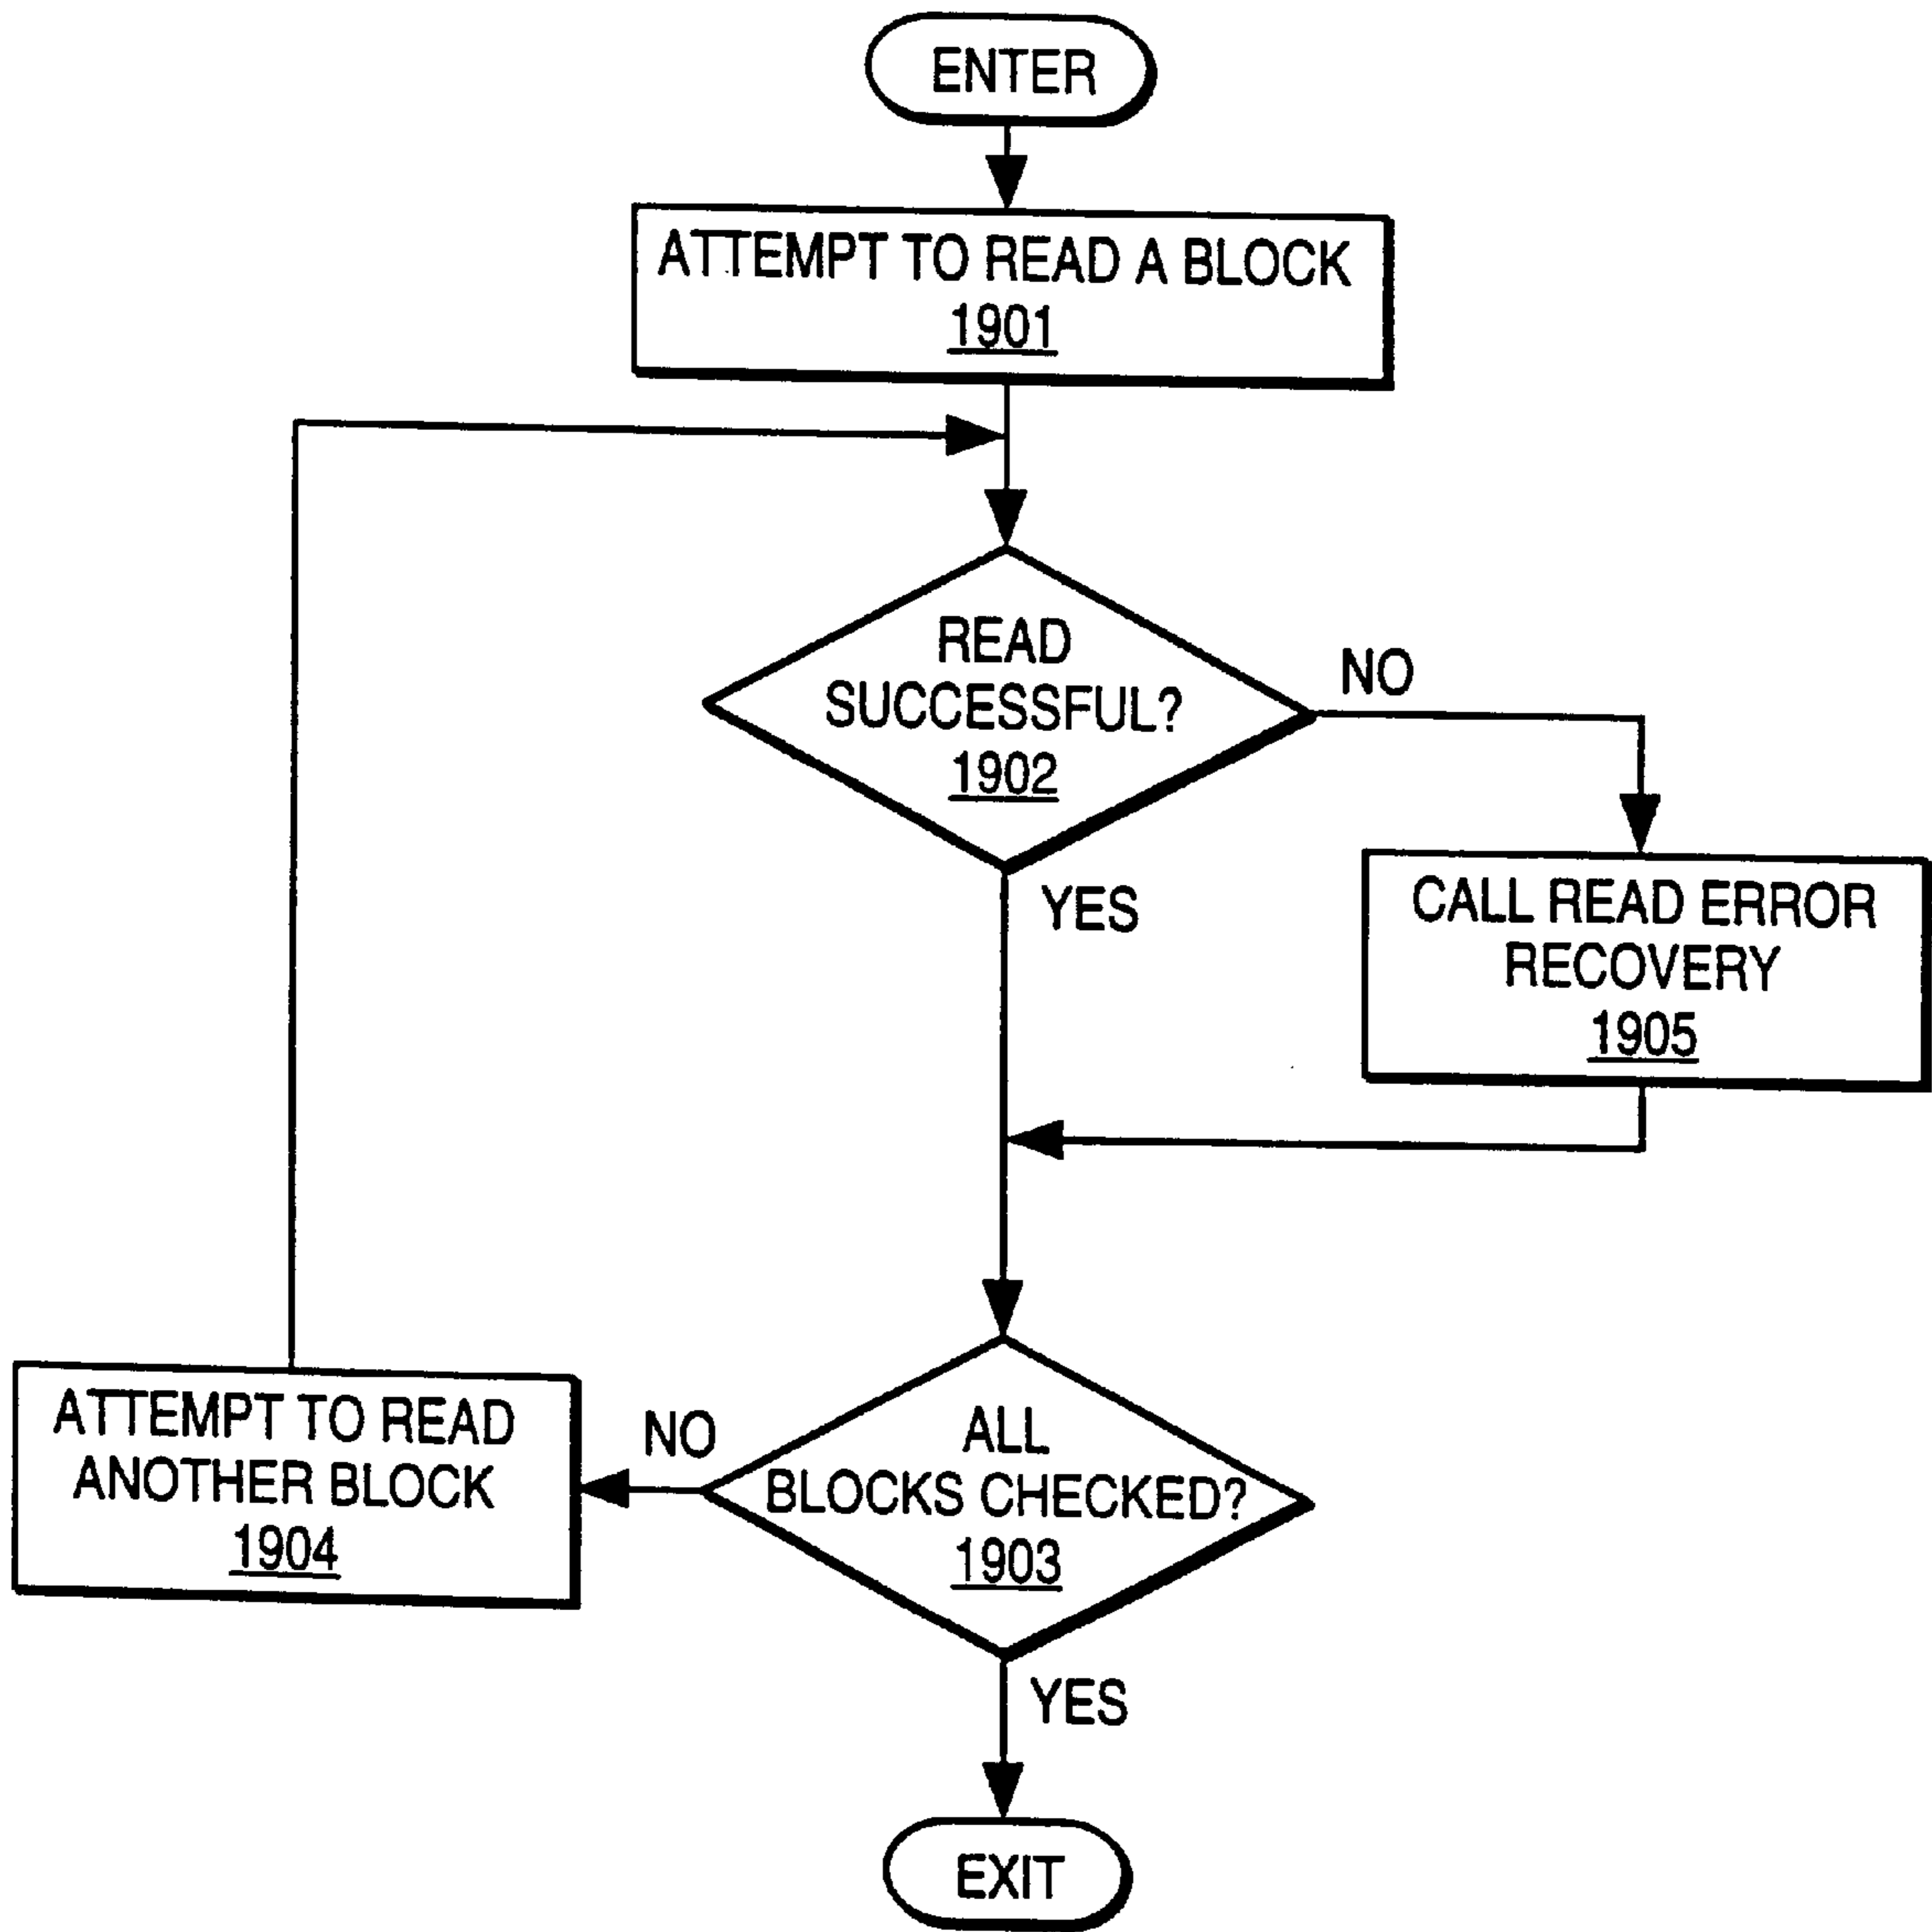 ENTER
ATTEMPT TO READ A BLOCK
1901
READ
SUCCESSFUL?
1902
NO
YES
CALL READ ERROR
RECOVERY
1905
ATTEMPT TO READ
ANOTHER BLOCK
1904
NO
ALL
BLOCKS CHECKED?
1903
YES
EXIT